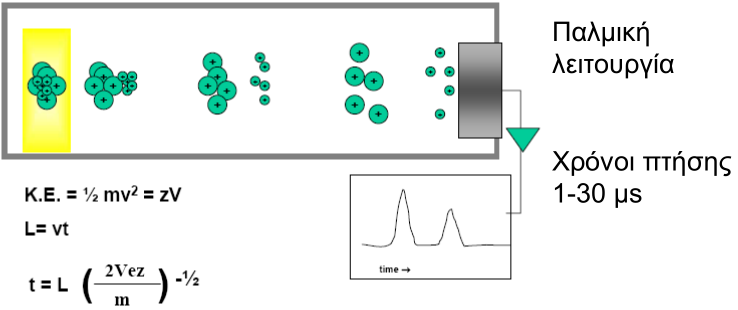 Παλμική
λειτουργία
Χρόνοι πτήσης
1-30 μs
K.E. = ½ mv² = zV
L= vt
t = L ( 2Vez / m ) -½
time →